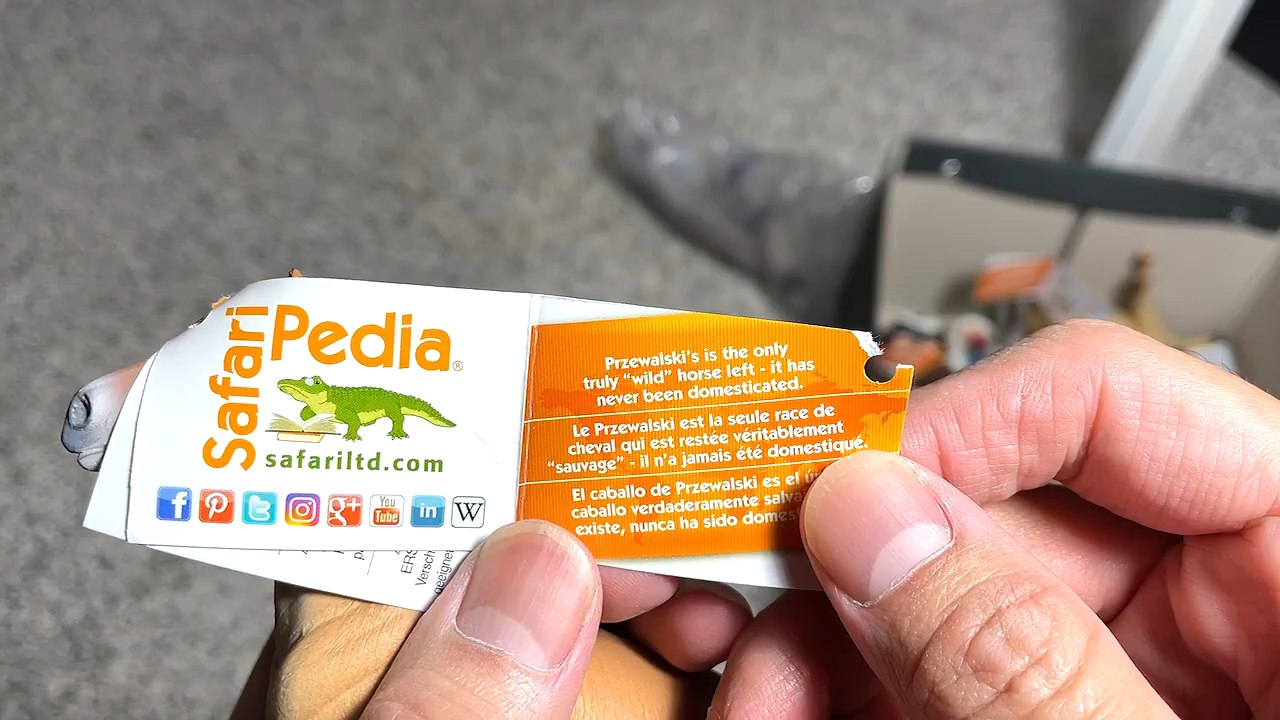 Safari
Pedia®
safariltd.com
You
Tube
in
W
Przewalski's is the only
truly "wild" horse left - it has
never been domesticated.
Le Przewalski est la seule race de
cheval qui est restée véritablement
"sauvage" - il n'a jamais été domestiqué.
El caballo de Przewalski es el
caballo verdaderamente
existe, nunca ha sido